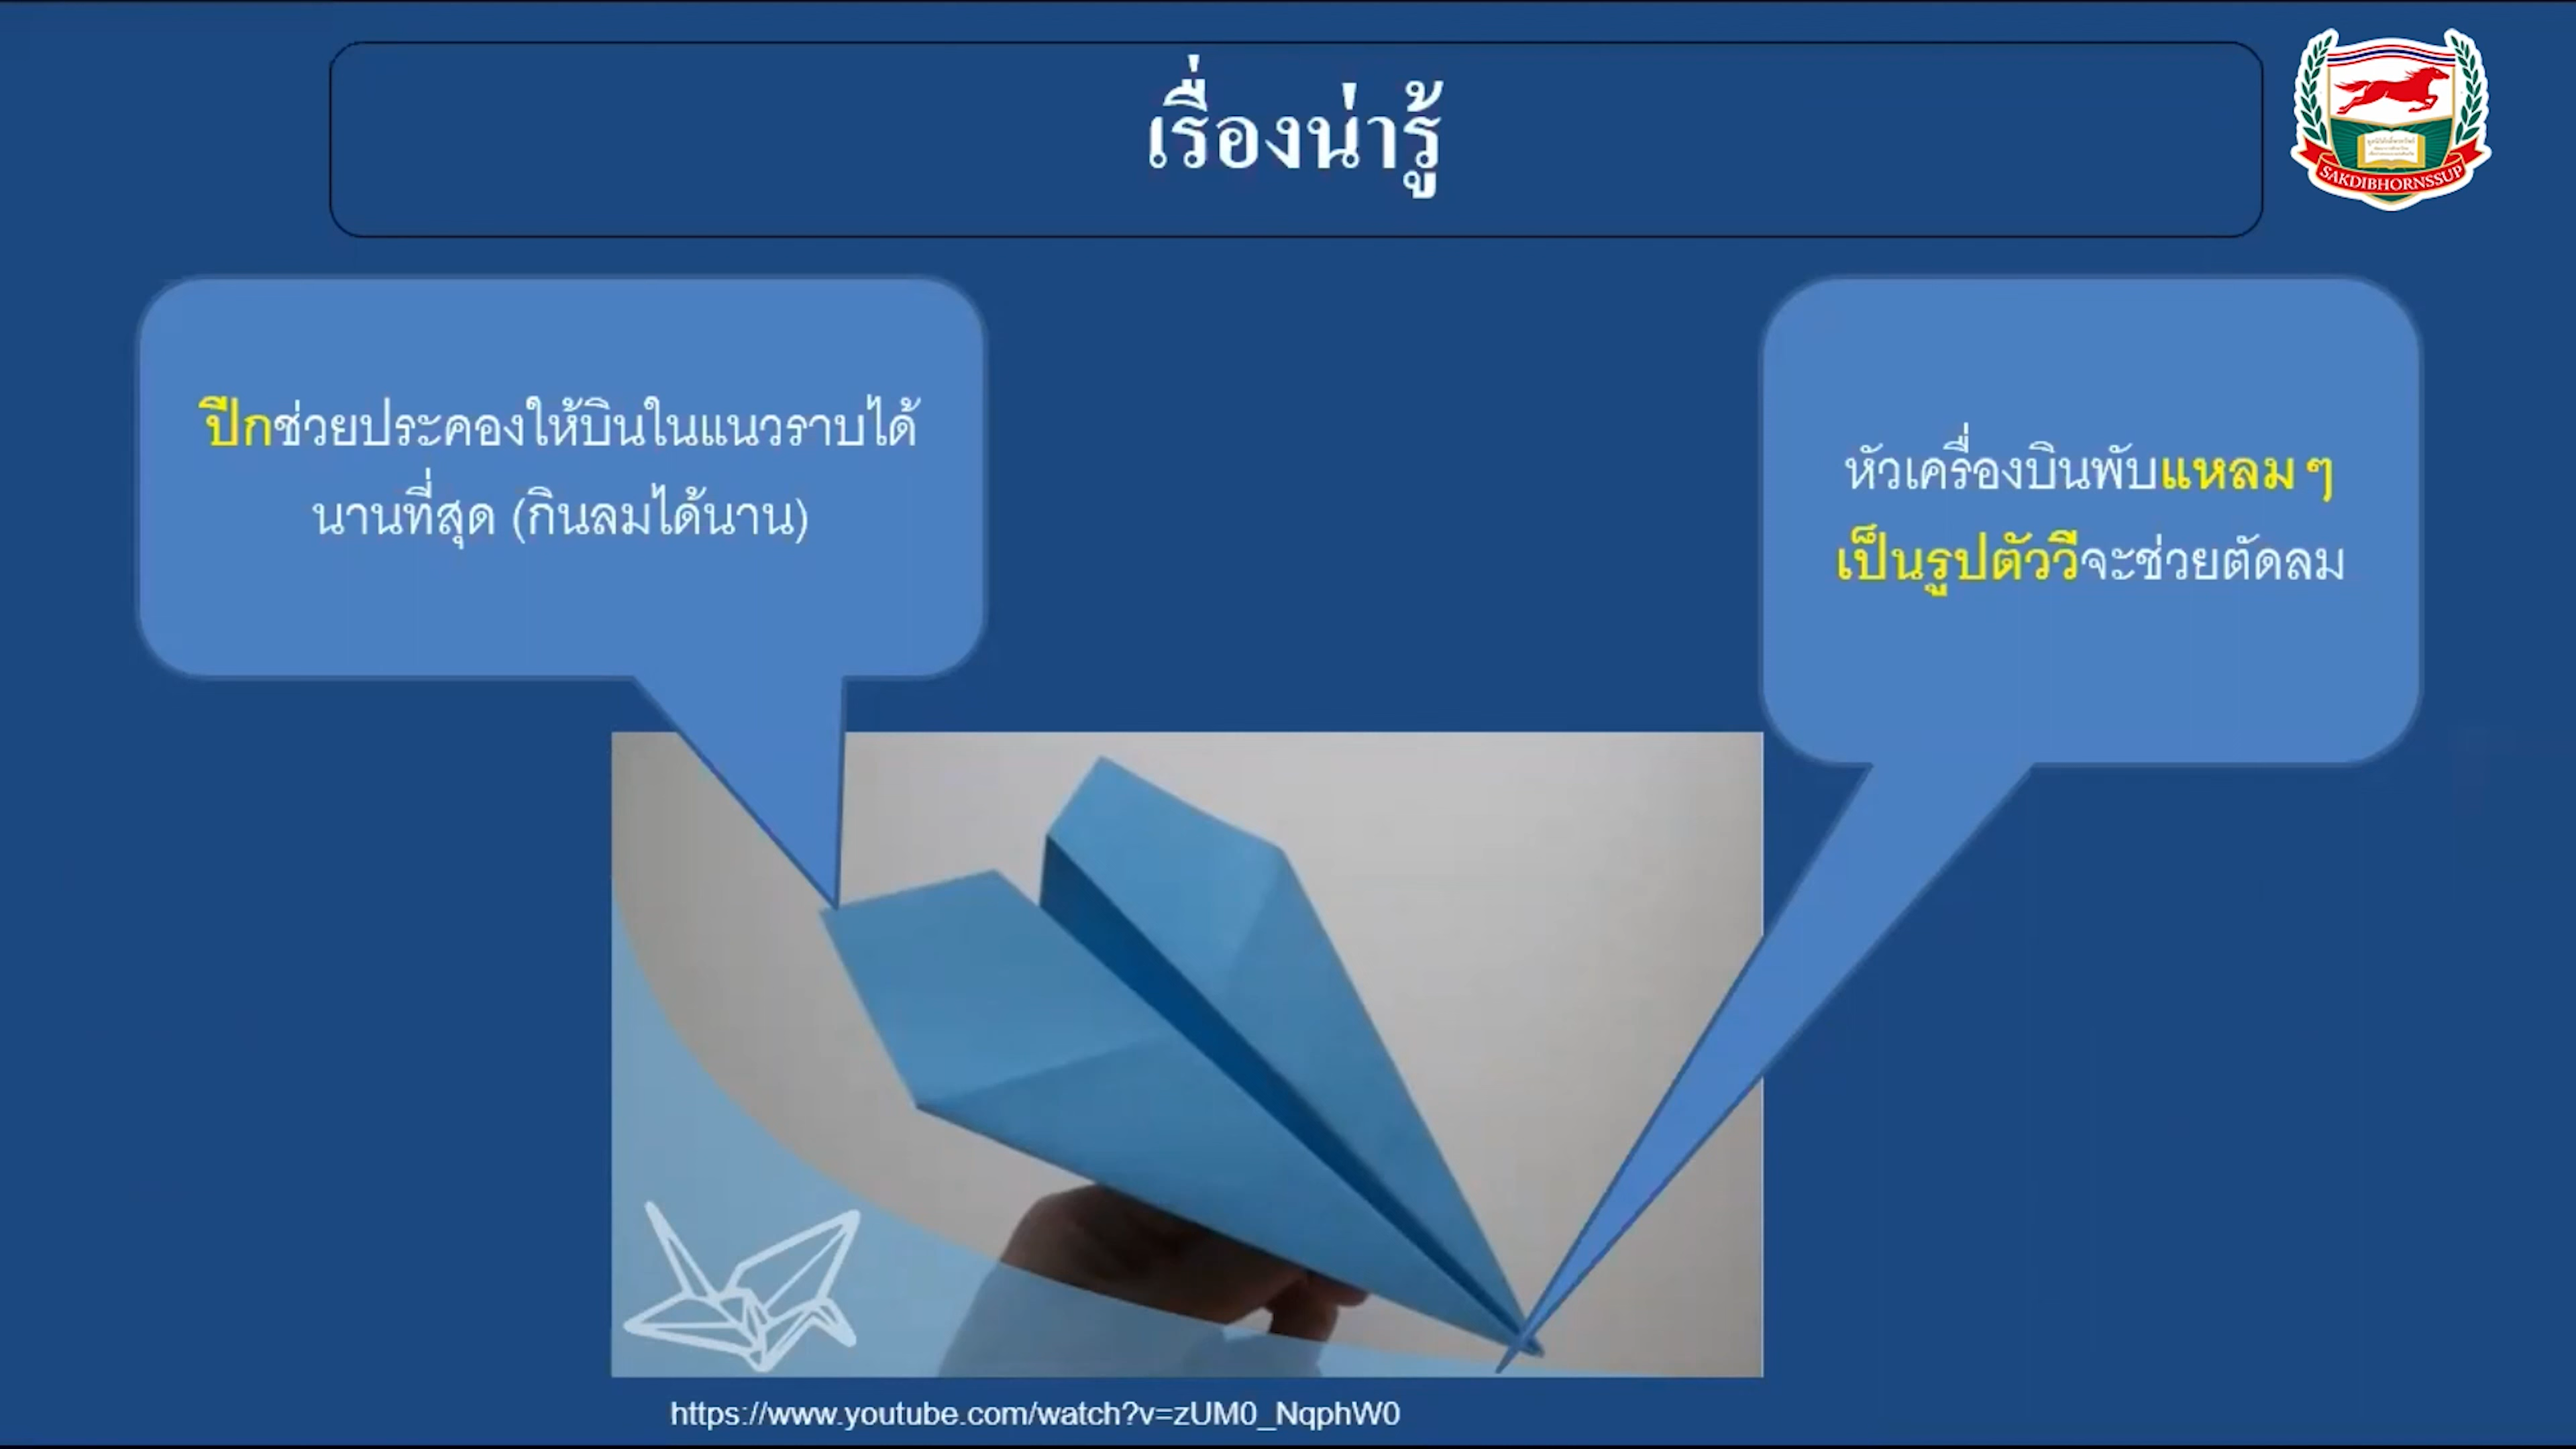 เรื่องน่ารู้
SAKDIBHORNSSUP
ปีกช่วยประคองให้บินในแนวราบได้
นานที่สุด (กินลมได้นาน)
หัวเครื่องบินพับแหลม ๆ
เป็นรูปตัววีจะช่วยตัดลม
https://www.youtube.com/watch?v=zUM0_NqphW0